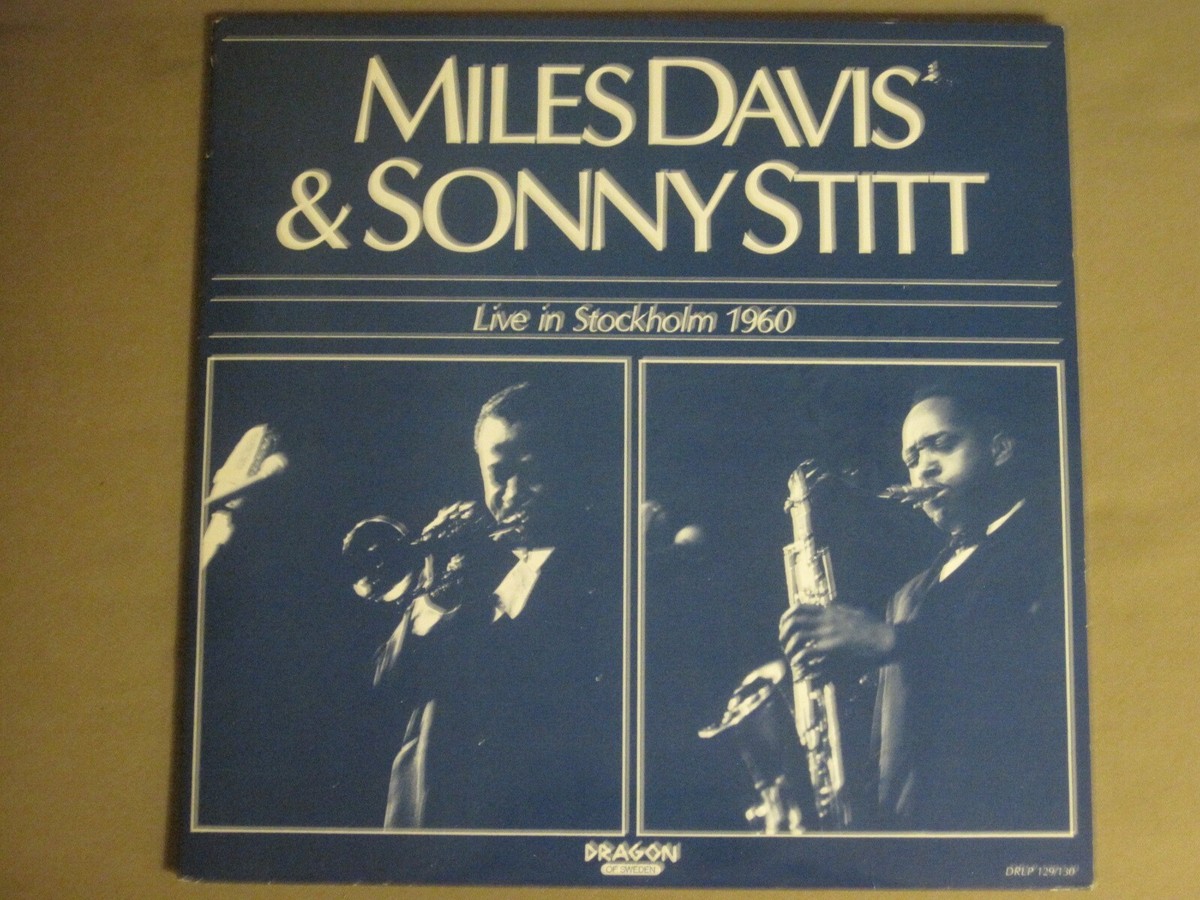 MILES DAVIS
& SONNY STITT
Live in Stockholm 1960
DRAGON
OF SWEDEN
DRLP 129/130